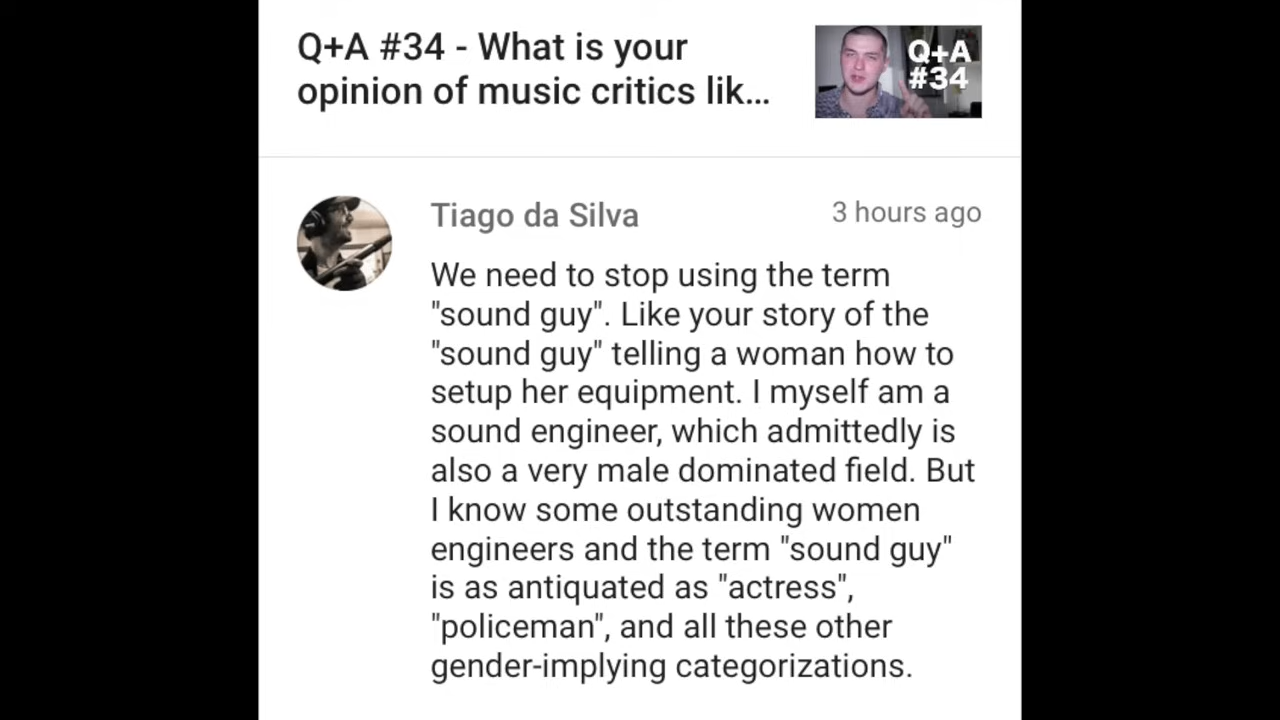 Q+A #34 - What is your
opinion of music critics lik...
Q+A
#34
Tiago da Silva
3 hours ago
We need to stop using the term
"sound guy". Like your story of the
"sound guy" telling a woman how to
setup her equipment. I myself am a
sound engineer, which admittedly is
also a very male dominated field. But
I know some outstanding women
engineers and the term "sound guy"
is as antiquated as "actress",
"policeman", and all these other
gender-implying categorizations.